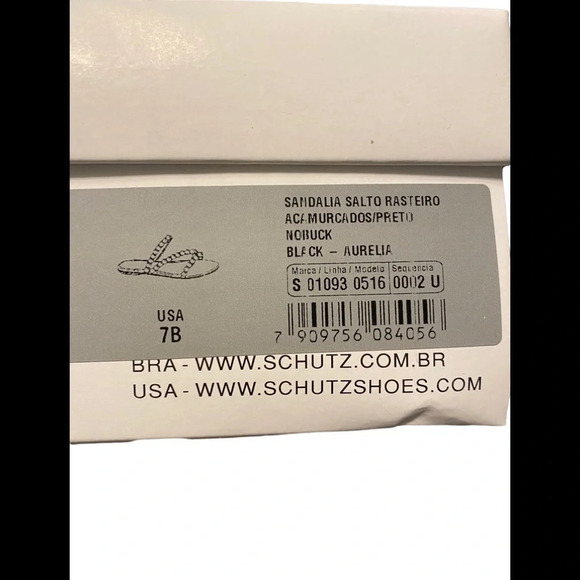 SANDALIA SALTO RASTEIRO
ACAMURCADOS/PRETO
NOBUCK
BLACK – AURELIA
Marca / Linha / Modelo Sequencia
S 01093 0516 0002 U
USA
7B
7 909756 084056
BRA - WWW.SCHUTZ.COM.BR
USA - WWW.SCHUTZSHOES.COM